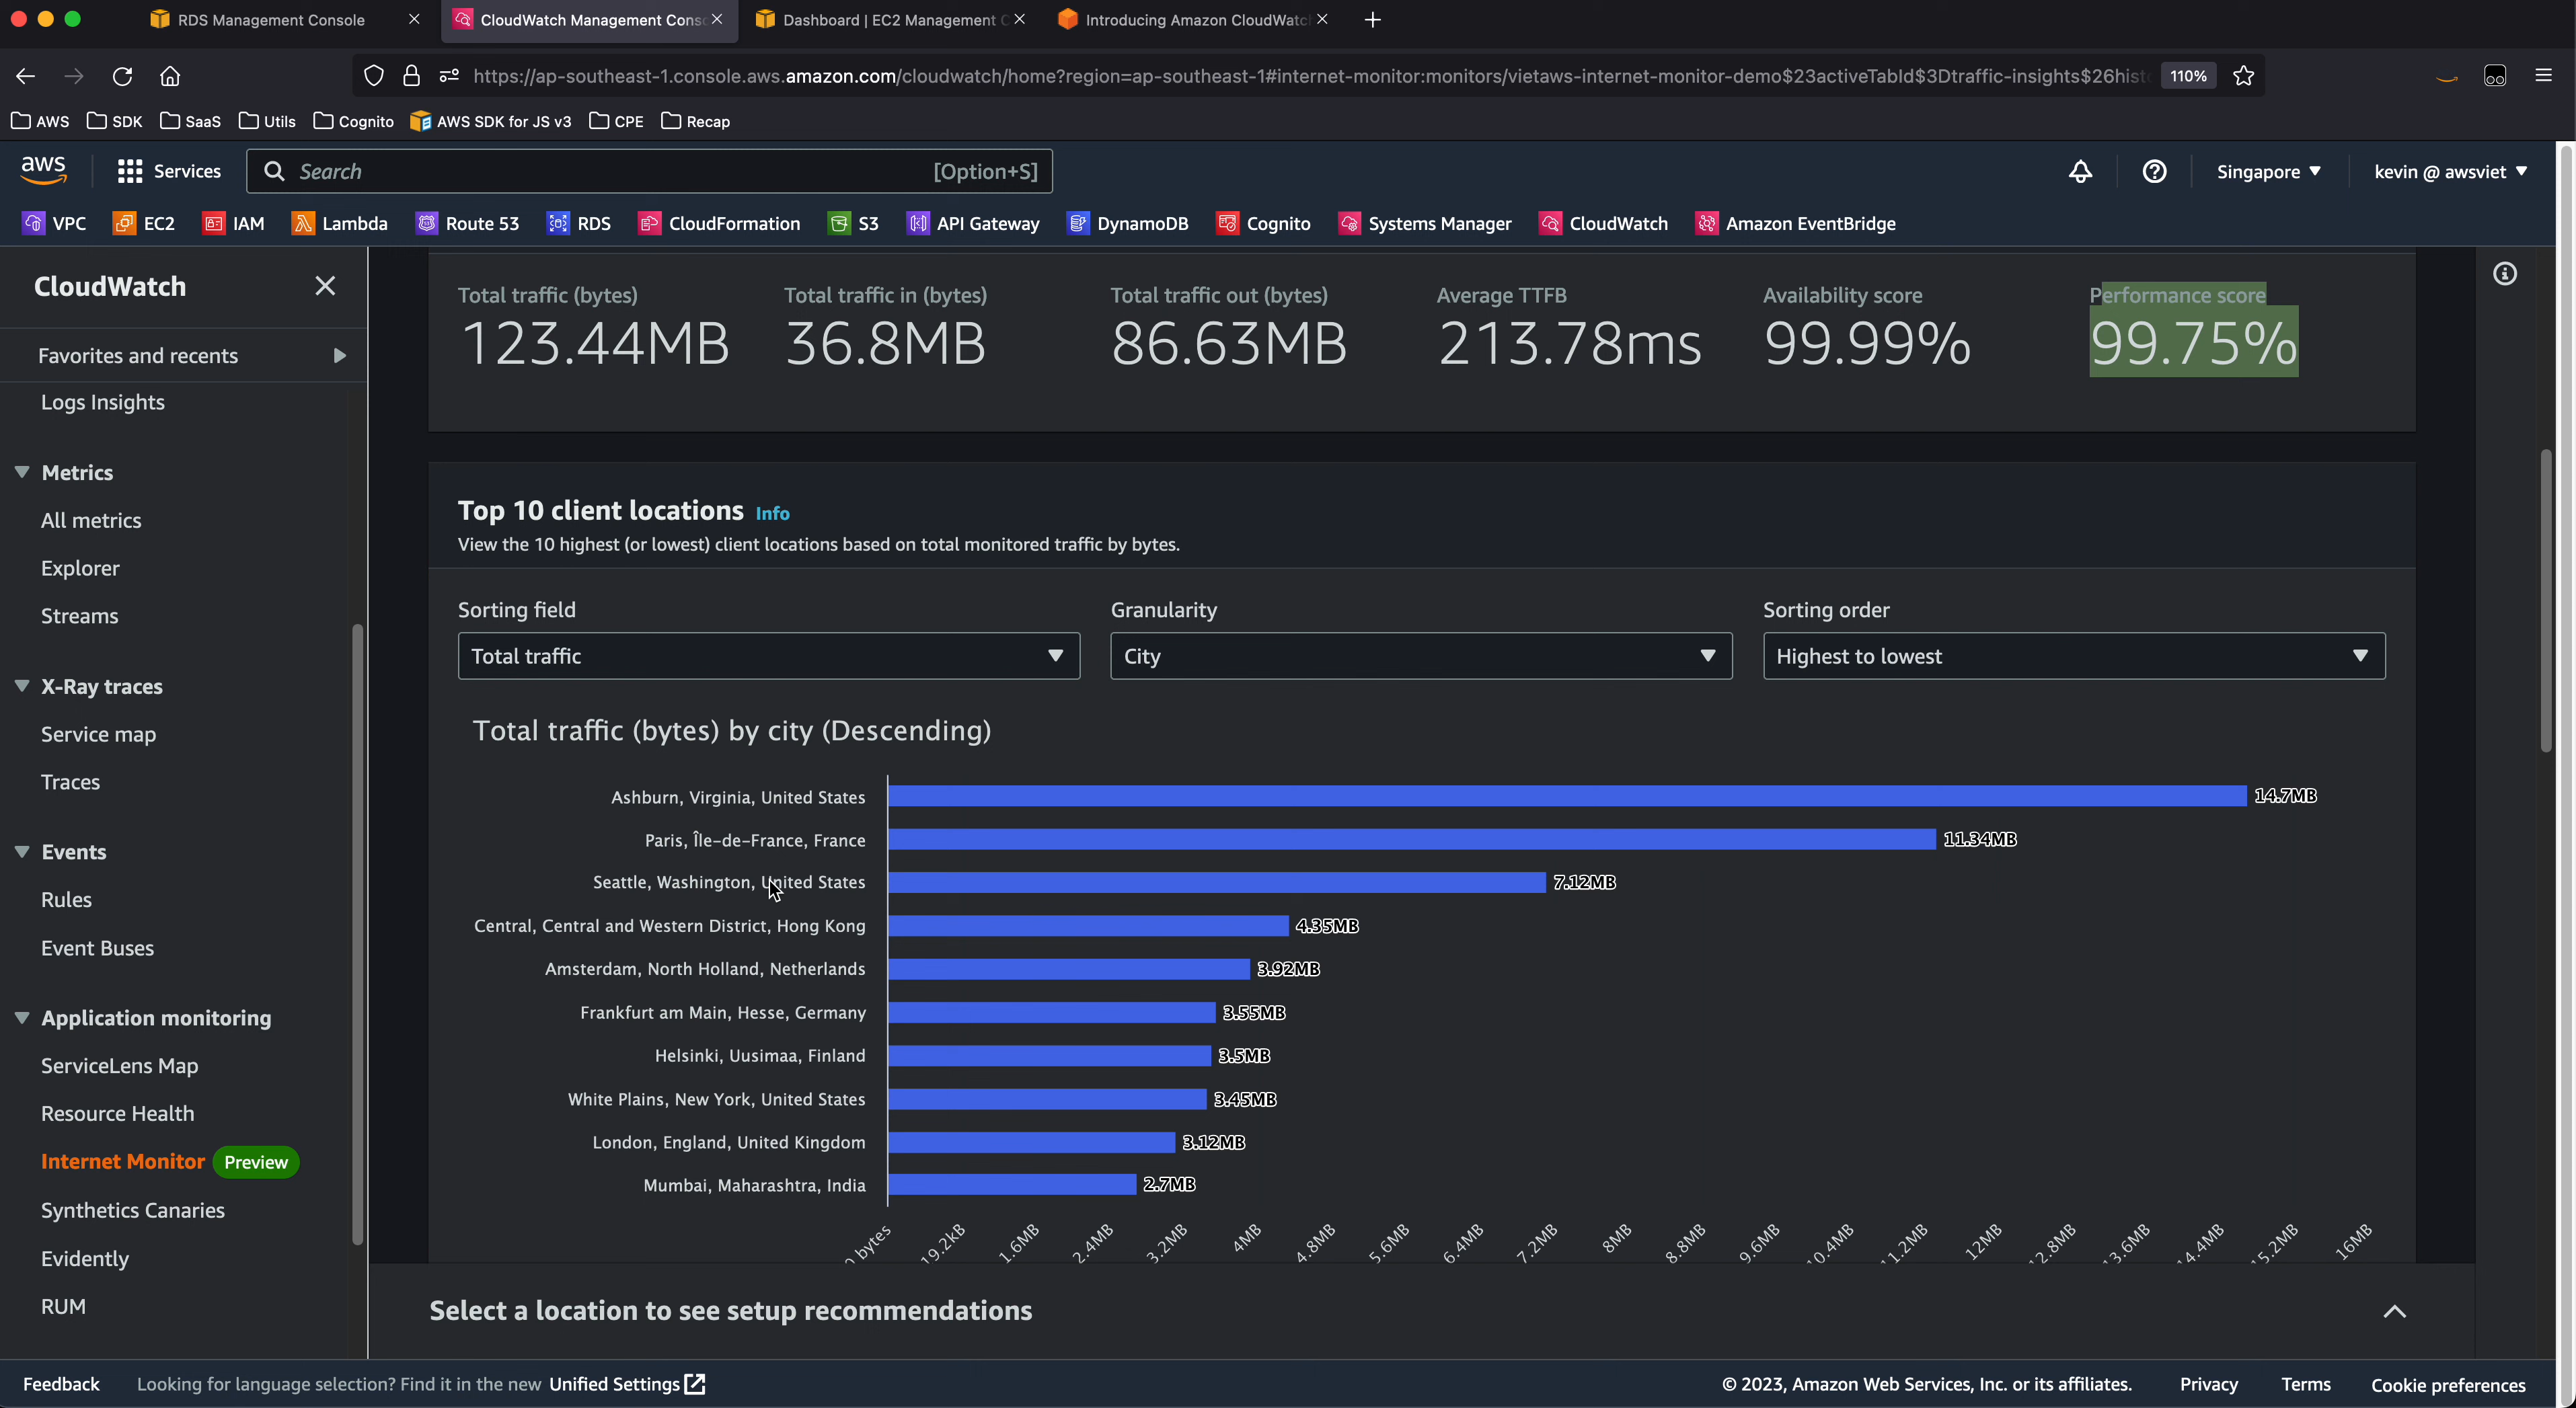 RDS Management Console
CloudWatch Management Conso
Dashboard | EC2 Management C
Introducing Amazon CloudWatc
https://ap-southeast-1.console.aws.amazon.com/cloudwatch/home?region=ap-southeast-1#internet-monitor:monitors/vietaws-internet-monitor-demo$23activeTabId$3Dtraffic-insights$26hist
110%
AWS
SDK
SaaS
Utils
Cognito
AWS SDK for JS v3
CPE
Recap
aws
Services
Search
[Option+S]
Singapore
kevin @ awsviet
VPC
EC2
IAM
Lambda
Route 53
RDS
CloudFormation
S3
API Gateway
DynamoDB
Cognito
Systems Manager
CloudWatch
Amazon EventBridge
CloudWatch
Favorites and recents
Logs Insights
Metrics
All metrics
Explorer
Streams
X-Ray traces
Service map
Traces
Events
Rules
Event Buses
Application monitoring
ServiceLens Map
Resource Health
Internet Monitor Preview
Synthetics Canaries
Evidently
RUM
Total traffic (bytes)
123.44MB
Total traffic in (bytes)
36.8MB
Total traffic out (bytes)
86.63MB
Average TTFB
213.78ms
Availability score
99.99%
Performance score
99.75%
Top 10 client locations Info
View the 10 highest (or lowest) client locations based on total monitored traffic by bytes.
Sorting field
Total traffic
Granularity
City
Sorting order
Highest to lowest
Total traffic (bytes) by city (Descending)
Ashburn, Virginia, United States 14.7MB
Paris, Île-de-France, France 11.34MB
Seattle, Washington, United States 7.12MB
Central, Central and Western District, Hong Kong 4.35MB
Amsterdam, North Holland, Netherlands 3.92MB
Frankfurt am Main, Hesse, Germany 3.55MB
Helsinki, Uusimaa, Finland 3.5MB
White Plains, New York, United States 3.45MB
London, England, United Kingdom 3.12MB
Mumbai, Maharashtra, India 2.7MB
0 bytes
19.2kB
1.6MB
2.4MB
3.2MB
4MB
4.8MB
5.6MB
6.4MB
7.2MB
8MB
8.8MB
9.6MB
0.4MB
1.2MB
12MB
2.8MB
3.6MB
4.4MB
5.2MB
16MB
Select a location to see setup recommendations
Feedback
Looking for language selection? Find it in the new Unified Settings
© 2023, Amazon Web Services, Inc. or its affiliates.
Privacy
Terms
Cookie preferences